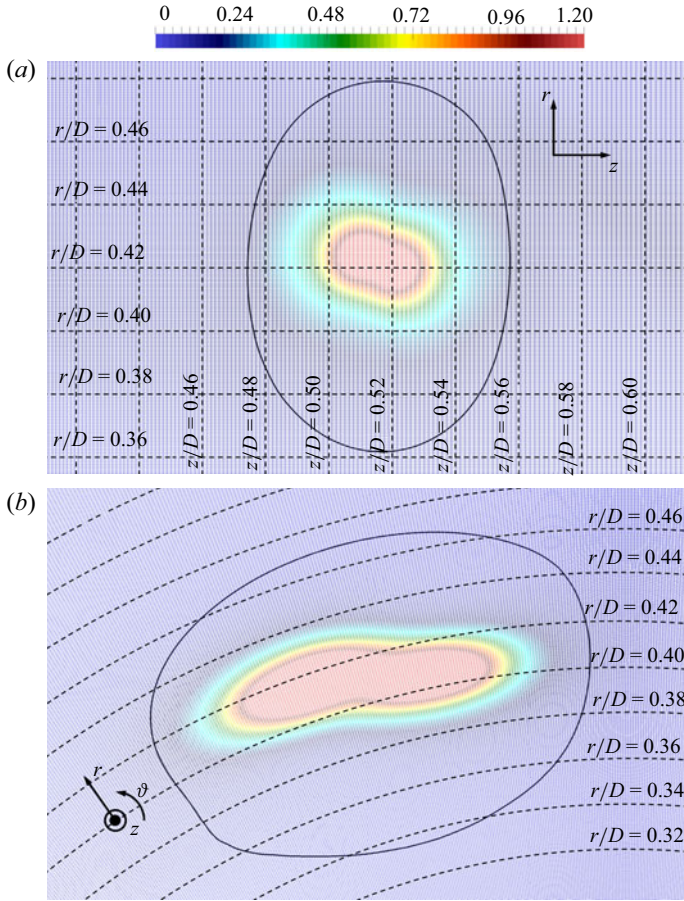 0 0.24 0.48 0.72 0.96 1.20
(a)
r
z
r/D = 0.46
r/D = 0.44
r/D = 0.42
r/D = 0.40
r/D = 0.38
r/D = 0.36
z/D = 0.46
z/D = 0.48
z/D = 0.50
z/D = 0.52
z/D = 0.54
z/D = 0.56
z/D = 0.58
z/D = 0.60
(b)
r/D = 0.46
r/D = 0.44
r/D = 0.42
r/D = 0.40
r/D = 0.38
r/D = 0.36
r/D = 0.34
r/D = 0.32
r
ϑ
z